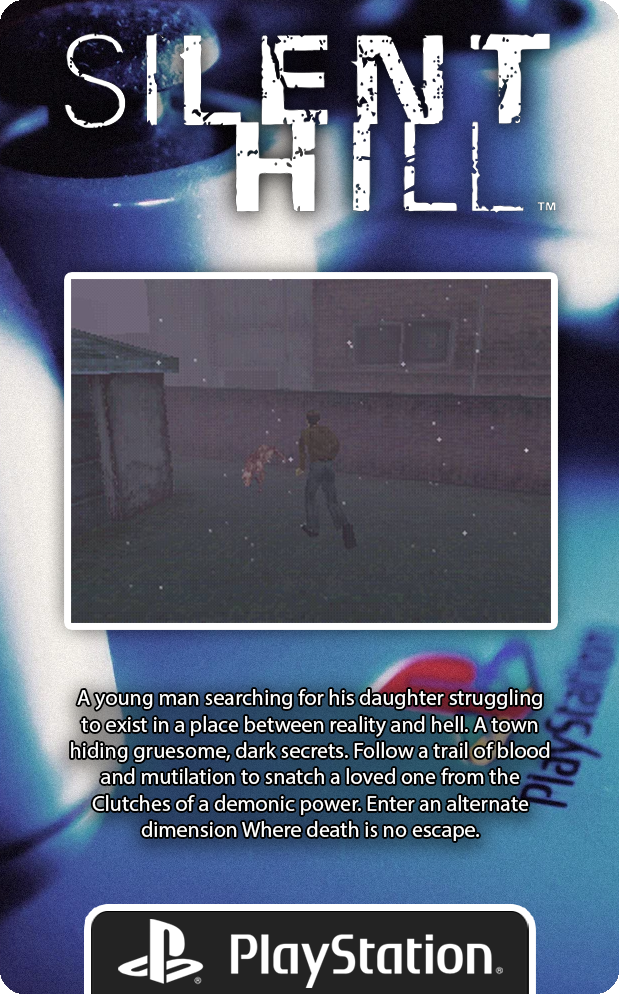 SILENT
HILL
TM
A young man searching for his daughter struggling
to exist in a place between reality and hell. A town
hiding gruesome, dark secrets. Follow a trail of blood
and mutilation to snatch a loved one from the
Clutches of a demonic power. Enter an alternate
dimension Where death is no escape.
PlayStation
PlayStation®